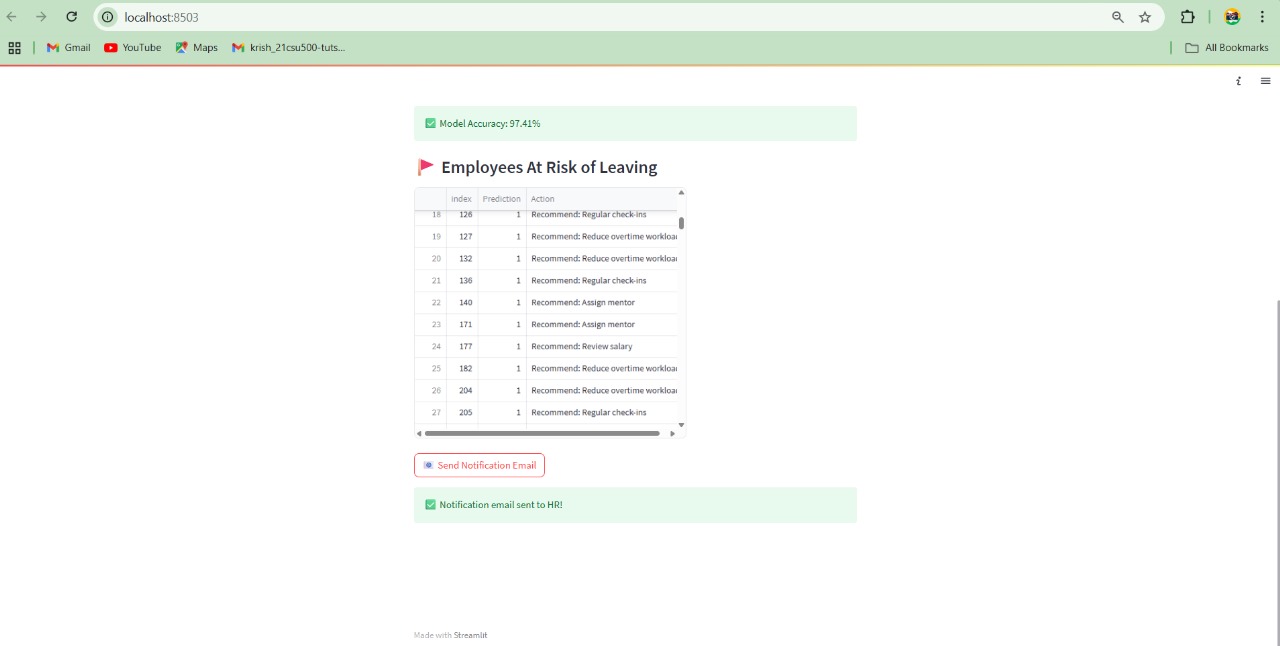 localhost:8503
Gmail YouTube Maps krish_21csu500-tuts... All Bookmarks
Model Accuracy: 97.41%
Employees At Risk of Leaving
index Prediction Action
18 126 1 Recommend: Regular check-ins
19 127 1 Recommend: Reduce overtime workloa
20 132 1 Recommend: Reduce overtime workloa
21 136 1 Recommend: Regular check-ins
22 140 1 Recommend: Assign mentor
23 171 1 Recommend: Assign mentor
24 177 1 Recommend: Review salary
25 182 1 Recommend: Reduce overtime workloa
26 204 1 Recommend: Reduce overtime workloa
27 205 1 Recommend: Regular check-ins
Send Notification Email
Notification email sent to HR!
Made with Streamlit